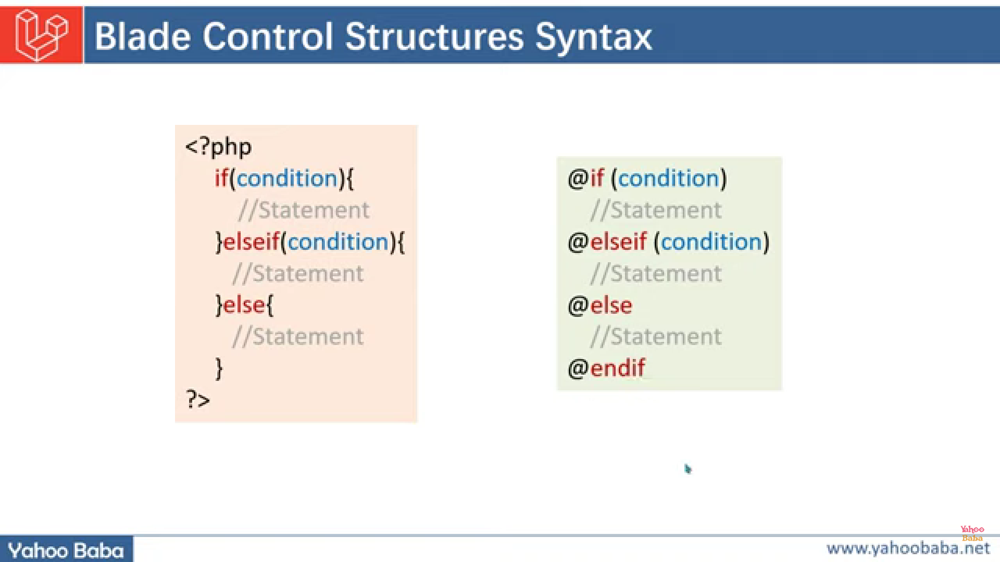 Blade Control Structures Syntax
<?php
if(condition){
//Statement
}elseif(condition){
//Statement
}else{
//Statement
}
?>
@if (condition)
//Statement
@elseif (condition)
//Statement
@else
//Statement
@endif
Yahoo
Baba
Yahoo Baba
www.yahoobaba.net